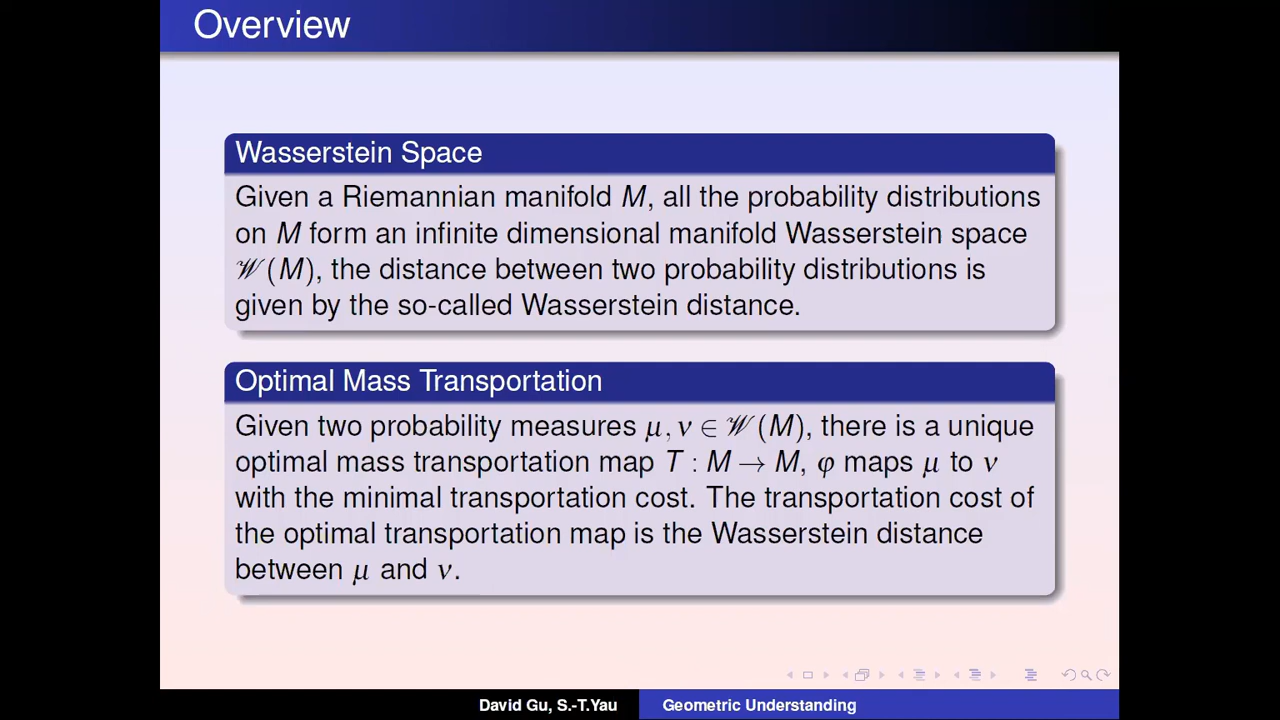 Overview
Wasserstein Space
Given a Riemannian manifold M, all the probability distributions
on M form an infinite dimensional manifold Wasserstein space
𝒲(M), the distance between two probability distributions is
given by the so-called Wasserstein distance.
Optimal Mass Transportation
Given two probability measures μ, ν ∈ 𝒲(M), there is a unique
optimal mass transportation map T : M → M, φ maps μ to ν
with the minimal transportation cost. The transportation cost of
the optimal transportation map is the Wasserstein distance
between μ and ν.
David Gu, S.-T.Yau
Geometric Understanding